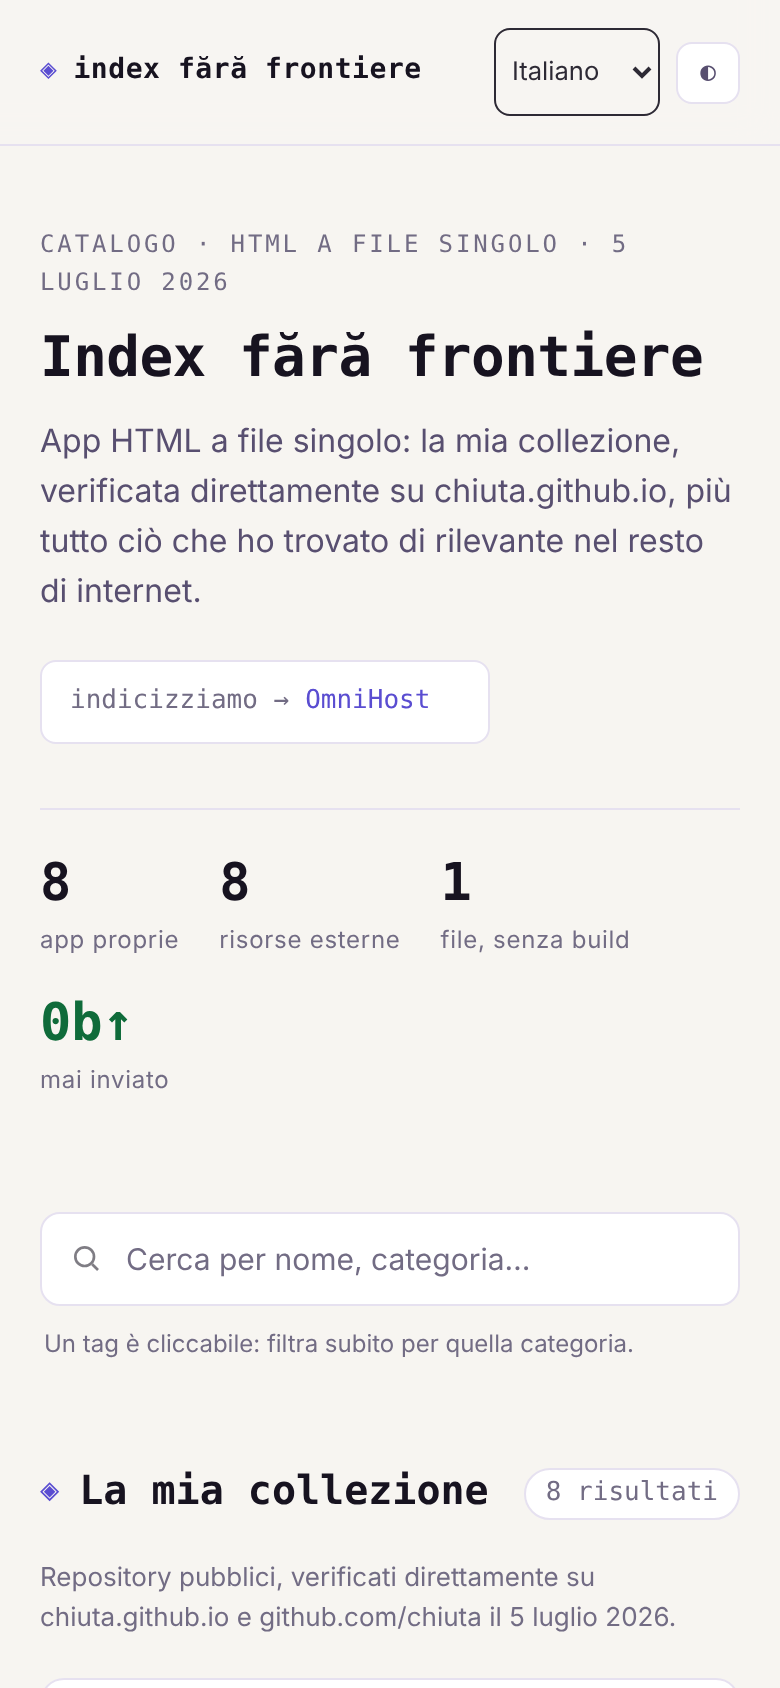 ◈ index fără frontiere
Italiano
CATALOGO · HTML A FILE SINGOLO · 5
LUGLIO 2026
Index fără frontiere
App HTML a file singolo: la mia collezione,
verificata direttamente su chiuta.github.io, più
tutto ciò che ho trovato di rilevante nel resto
di internet.
indicizziamo → OmniHost
8 8 1
app proprie risorse esterne file, senza build
0b↑
mai inviato
Cerca per nome, categoria...
Un tag è cliccabile: filtra subito per quella categoria.
◈ La mia collezione 8 risultati
Repository pubblici, verificati direttamente su
chiuta.github.io e github.com/chiuta il 5 luglio 2026.